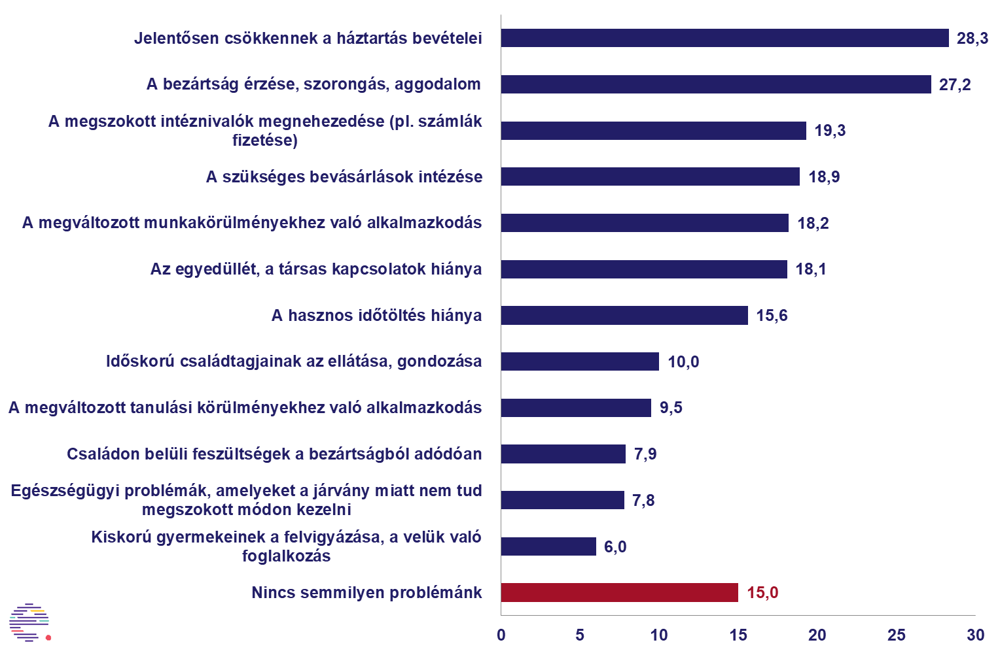 Jelentősen csökkennek a háztartás bevételei 28,3
A bezártság érzése, szorongás, aggodalom 27,2
A megszokott intéznivalók megnehezedése (pl. számlák
fizetése) 19,3
A szükséges bevásárlások intézése 18,9
A megváltozott munkakörülményekhez való alkalmazkodás 18,2
Az egyedüllét, a társas kapcsolatok hiánya 18,1
A hasznos időtöltés hiánya 15,6
Időskorú családtagjainak az ellátása, gondozása 10,0
A megváltozott tanulási körülményekhez való alkalmazkodás 9,5
Családon belüli feszültségek a bezártságból adódóan 7,9
Egészségügyi problémák, amelyeket a járvány miatt nem tud
megszokott módon kezelni 7,8
Kiskorú gyermekeinek a felvigyázása, a velük való
foglalkozás 6,0
Nincs semmilyen problémánk 15,0
0 5 10 15 20 25 30